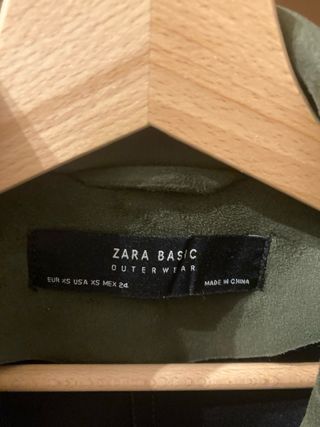 ZARA BASIC
OUTERWEAR
EUR XS USA XS MEX 24 MADE IN CHINA